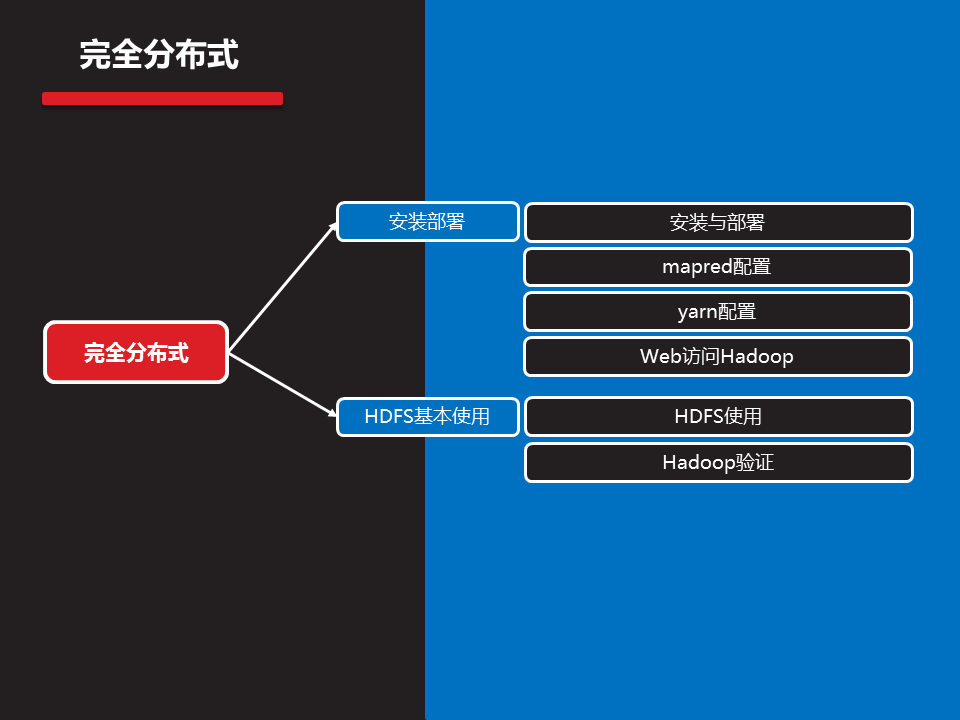 完全分布式
安装部署
安装与部署
mapred配置
yarn配置
Web访问Hadoop
完全分布式
HDFS基本使用
HDFS使用
Hadoop验证